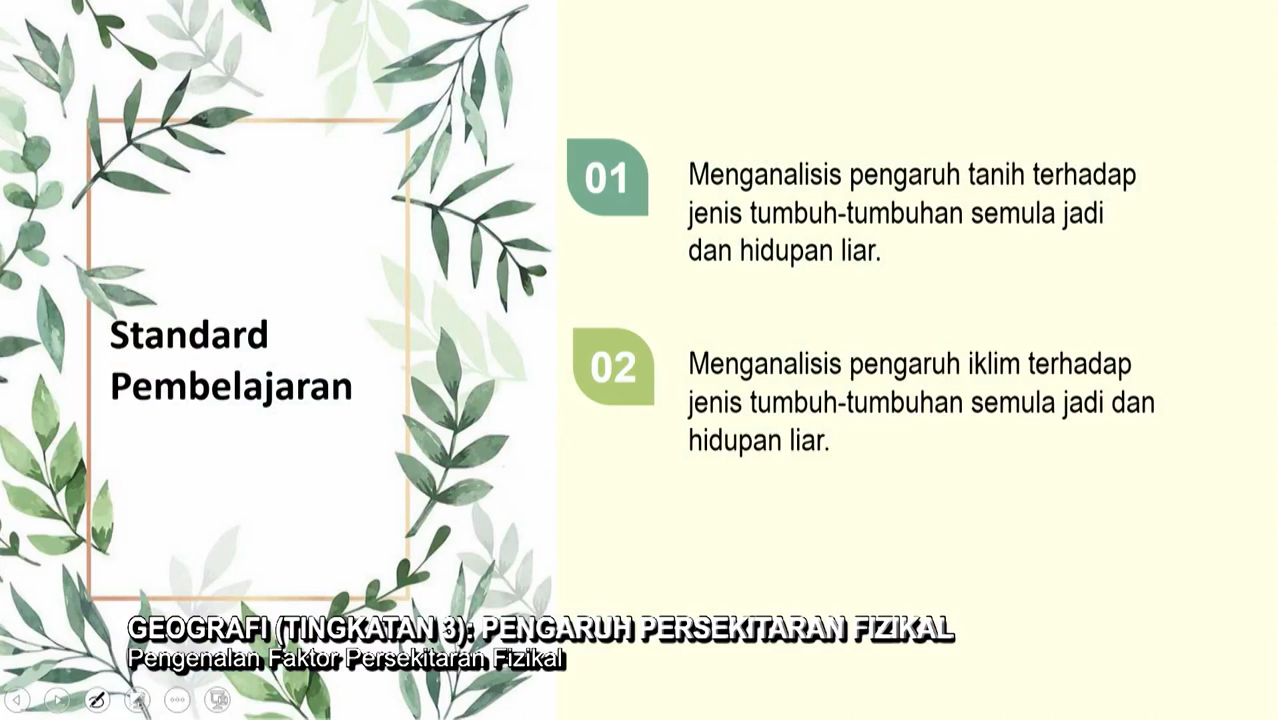 Standard
Pembelajaran
01
Menganalisis pengaruh tanih terhadap
jenis tumbuh-tumbuhan semula jadi
dan hidupan liar.
02
Menganalisis pengaruh iklim terhadap
jenis tumbuh-tumbuhan semula jadi dan
hidupan liar.
GEOGRAFI (TINGKATAN 3): PENGARUH PERSEKITARAN FIZIKAL
Pengenalan Faktor Persekitaran Fizikal